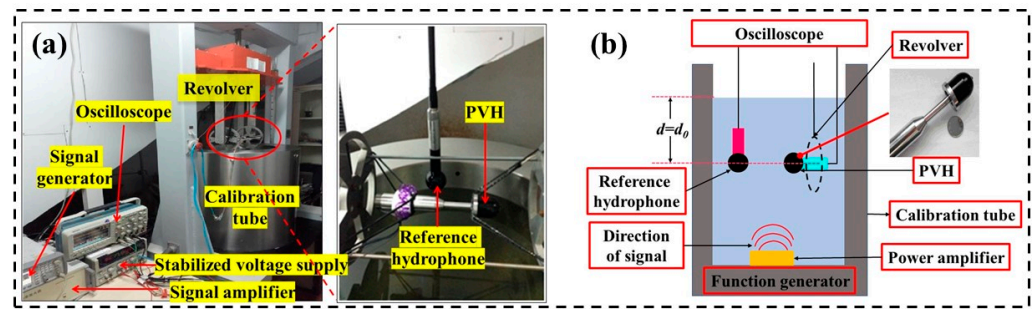 (a)
Revolver
Oscilloscope
Signal
generator
Calibration
tube
Stabilized voltage supply
Signal amplifier
PVH
Reference
hydrophone
(b)
Oscilloscope
Revolver
d=d₀
Reference
hydrophone
PVH
Calibration tube
Direction
of signal
Power amplifier
Function generator